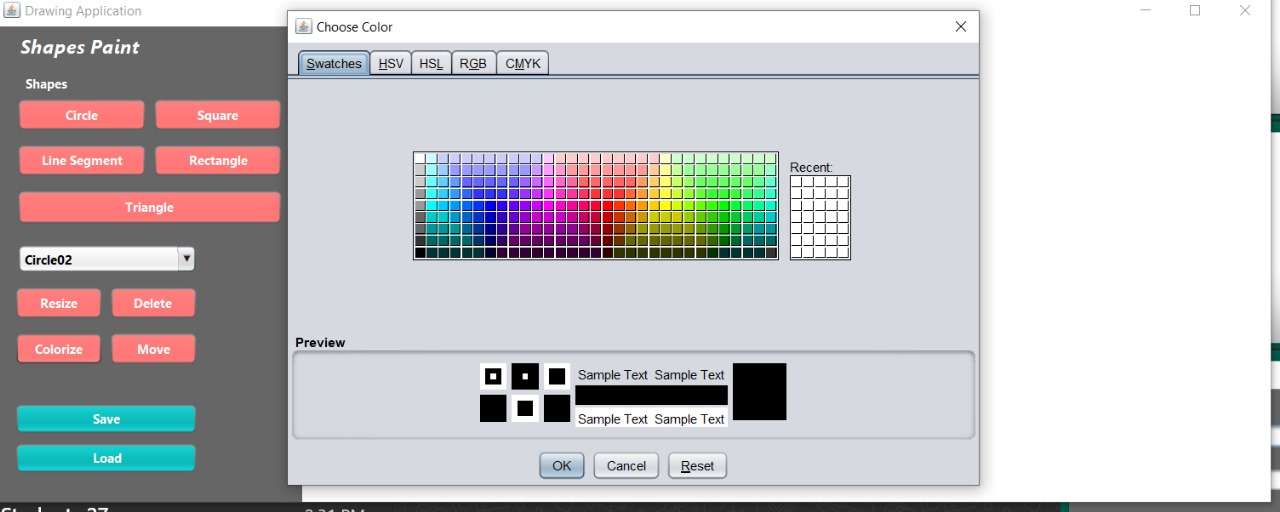 Drawing Application
Shapes Paint
Shapes
Circle Square
Line Segment Rectangle
Triangle
Circle02
Resize Delete
Colorize Move
Save
Load
Choose Color
Swatches HSV HSL RGB CMYK
Recent:
Preview
Sample Text Sample Text
Sample Text Sample Text
OK Cancel Reset